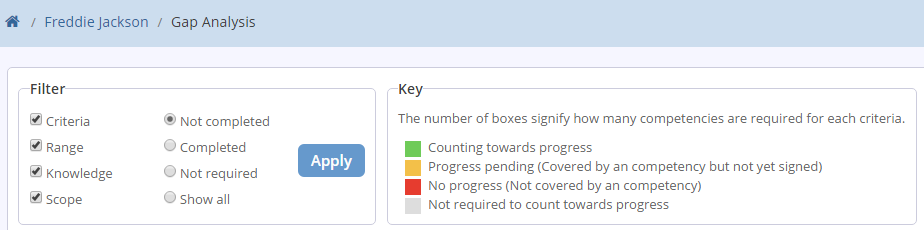 / Freddie Jackson / Gap Analysis
Filter
Criteria
Range
Knowledge
Scope
Not completed
Completed
Not required
Show all
Apply
Key
The number of boxes signify how many competencies are required for each criteria.
Counting towards progress
Progress pending (Covered by an competency but not yet signed)
No progress (Not covered by an competency)
Not required to count towards progress